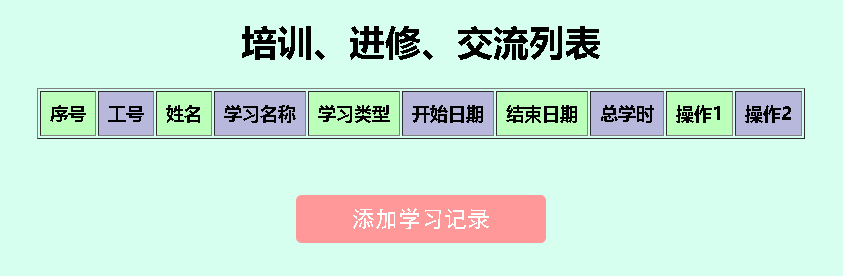 培训、进修、交流列表
序号 工号 姓名 学习名称 学习类型 开始日期 结束日期 总学时 操作1 操作2
添加学习记录